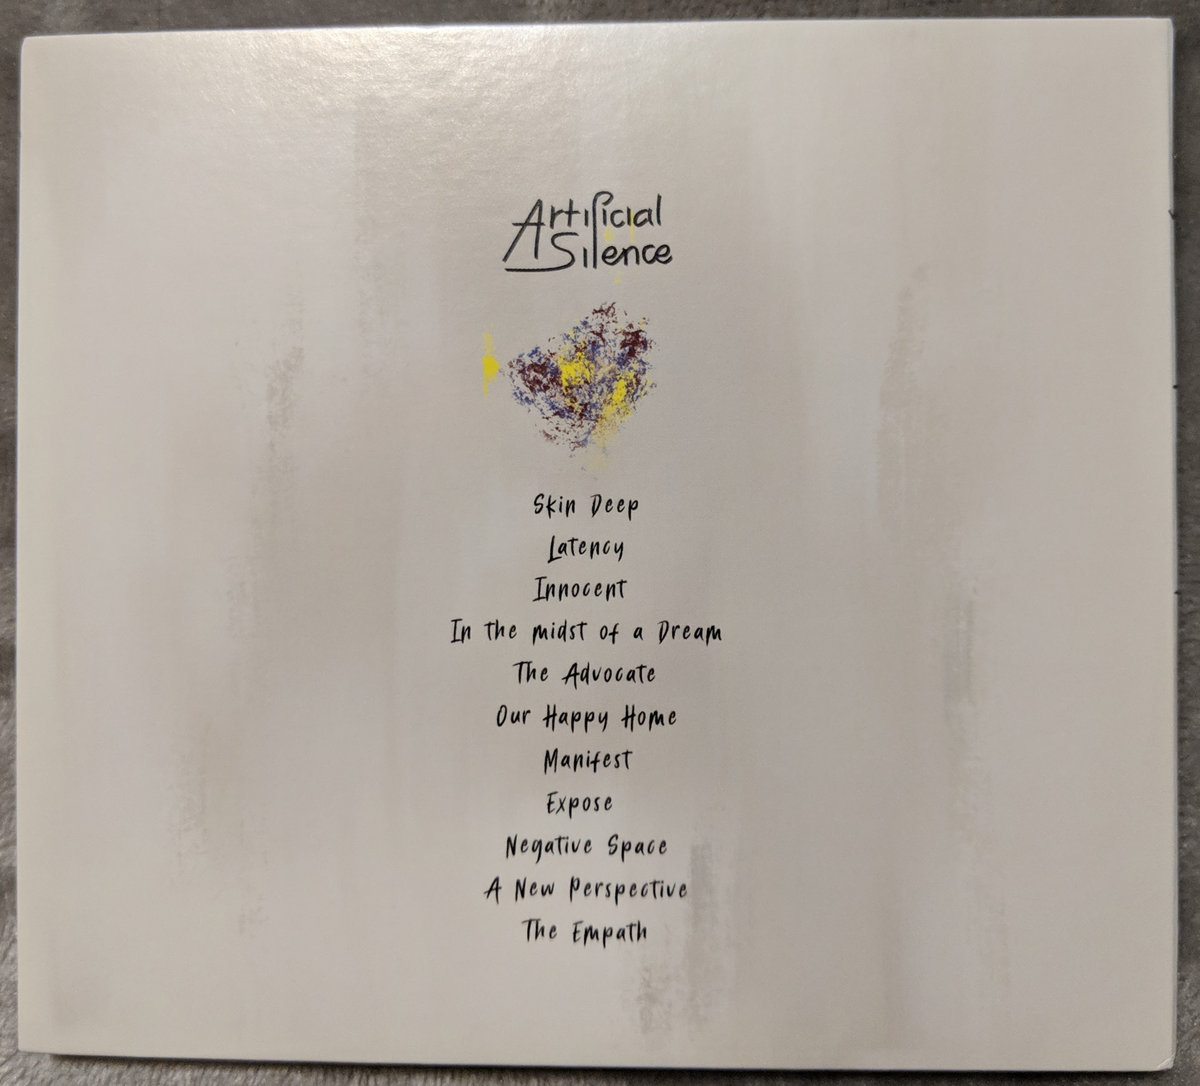 Artificial
Silence
Skin Deep
Latency
Innocent
In the midst of a Dream
The Advocate
Our Happy Home
Manifest
Expose
Negative Space
A New Perspective
The Empath